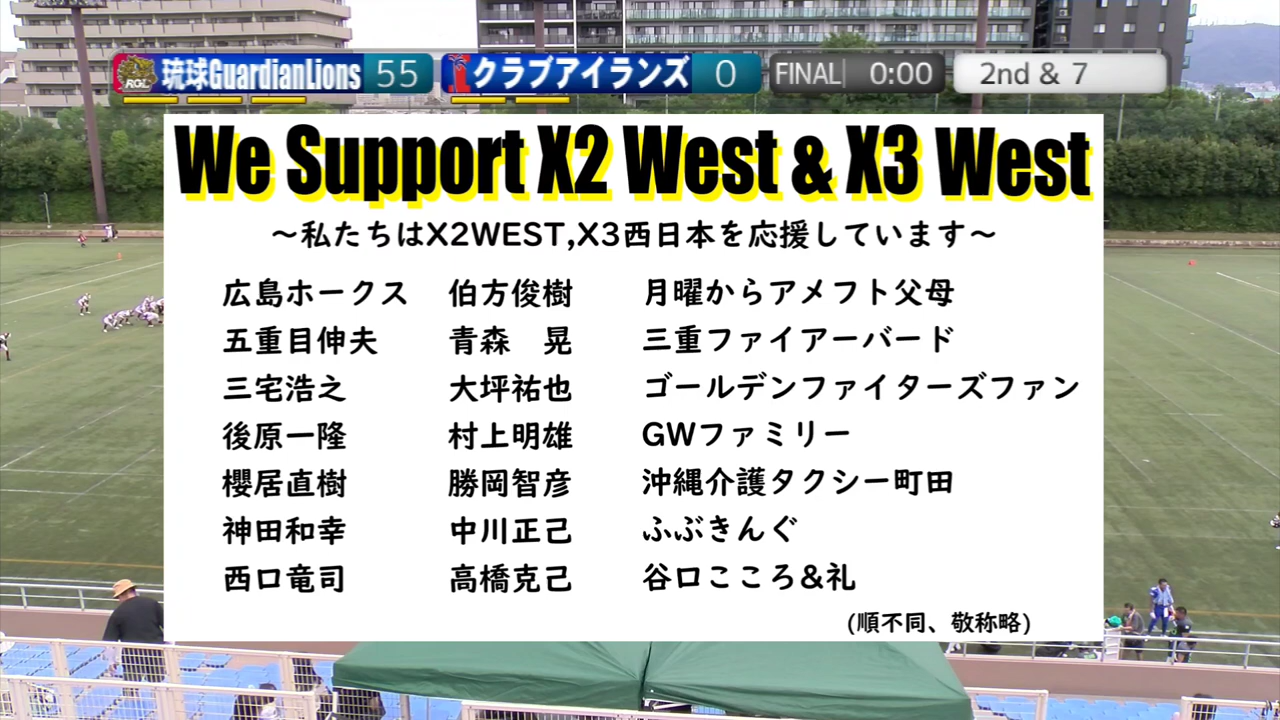 RGL 琉球GuardianLions 55 クラブアイランズ 0 FINAL 0:00 2nd & 7
We Support X2 West & X3 West
～私たちはX2WEST,X3西日本を応援しています～
広島ホークス 伯方俊樹 月曜からアメフト父母
五重目伸夫 青森　晃 三重ファイアーバード
三宅浩之 大坪祐也 ゴールデンファイターズファン
後原一隆 村上明雄 GWファミリー
櫻居直樹 勝岡智彦 沖縄介護タクシー町田
神田和幸 中川正己 ふぶきんぐ
西口竜司 高橋克己 谷口こころ&礼
(順不同、敬称略)